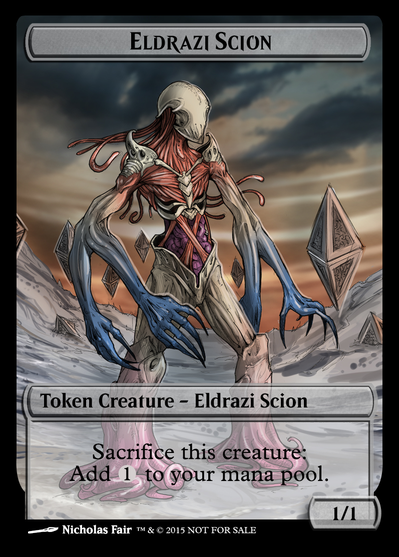 Eldrazi Scion
Token Creature – Eldrazi Scion
Sacrifice this creature:
Add 1 to your mana pool.
1/1
Nicholas Fair ™ & © 2015 NOT FOR SALE